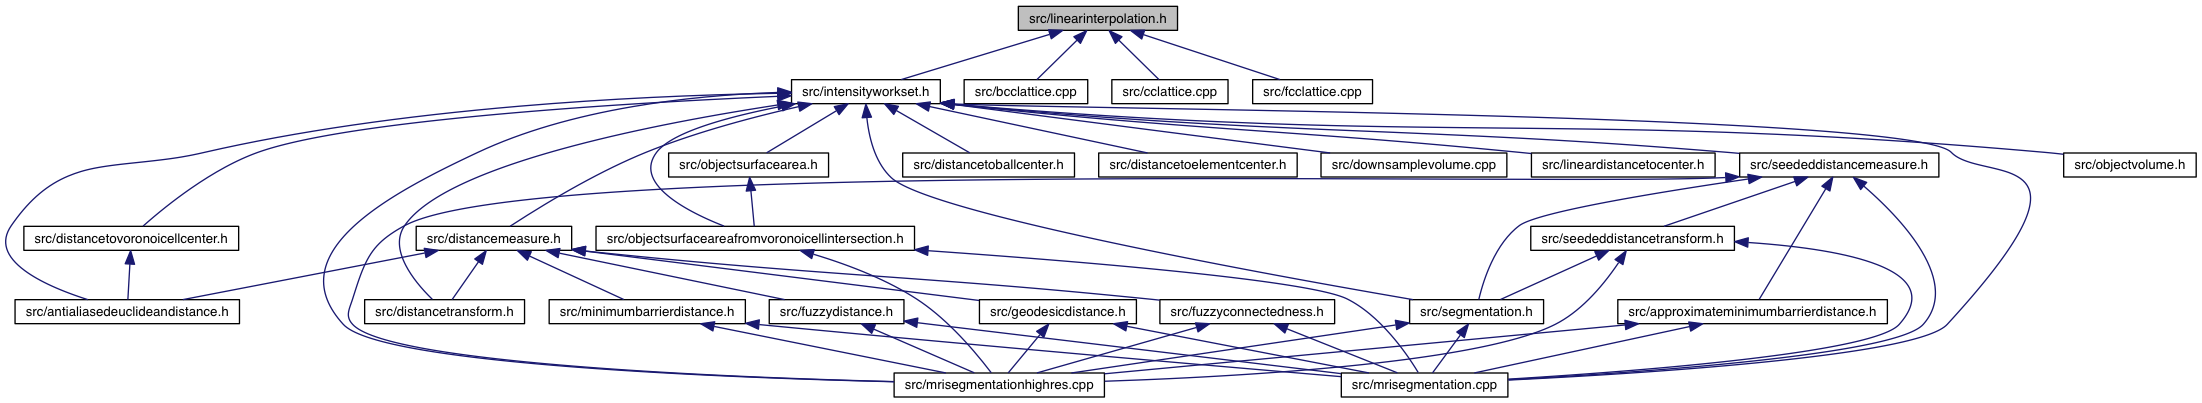 src/linearinterpolation.h
src/intensityworkset.h
src/bcclattice.cpp
src/cclattice.cpp
src/fcclattice.cpp
src/objectsurfacearea.h
src/distancetoballcenter.h
src/distancetoelementcenter.h
src/downsamplevolume.cpp
src/lineardistancetocenter.h
src/seededdistancemeasure.h
src/objectvolume.h
src/distancetovoronoicellcenter.h
src/distancemeasure.h
src/objectsurfaceareafromvoronoicellintersection.h
src/seededdistancetransform.h
src/antialiasedeuclideandistance.h
src/distancetransform.h
src/minimumbarrierdistance.h
src/fuzzydistance.h
src/geodesicdistance.h
src/fuzzyconnectedness.h
src/segmentation.h
src/approximateminimumbarrierdistance.h
src/mrisegmentationhighres.cpp
src/mrisegmentation.cpp